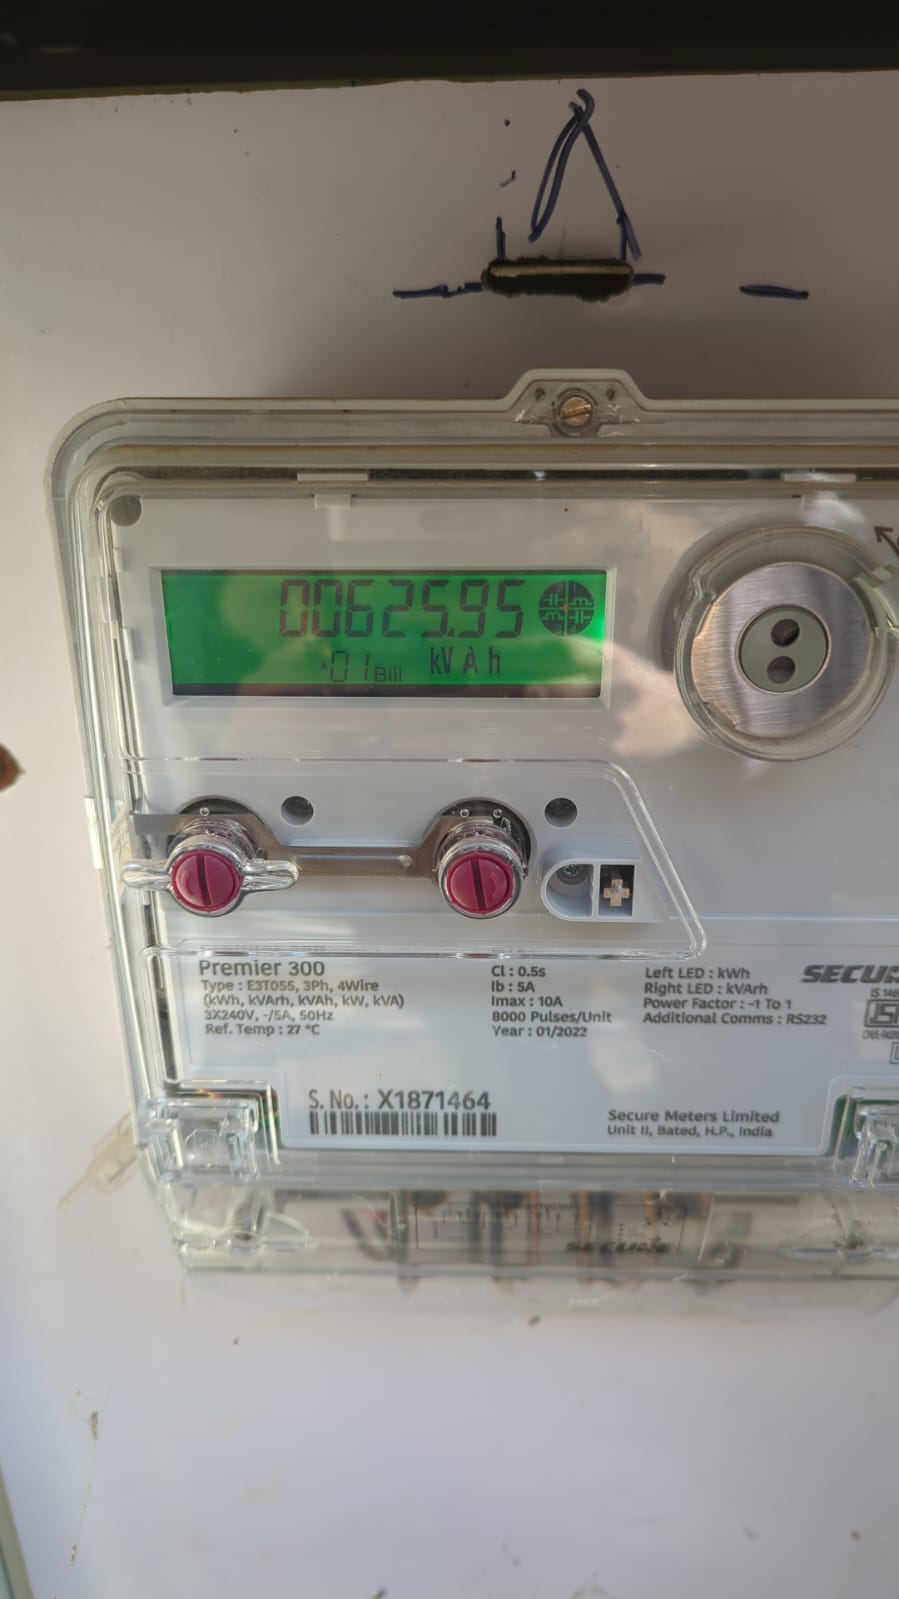 00625.95
01 Bill kVAh
Premier 300
Type : E3T055, 3Ph, 4Wire
(kWh, kVArh, kVAh, kW, kVA)
3X240V, -/5A, 50Hz
Ref. Temp : 27 °C
Cl : 0.5s
Ib : 5A
Imax : 10A
8000 Pulses/Unit
Year : 01/2022
Left LED : kWh
Right LED : kVArh
Power Factor : -1 To 1
Additional Comms : RS232
S. No. : X1871464
Secure Meters Limited
Unit II, Bated, H.P., India